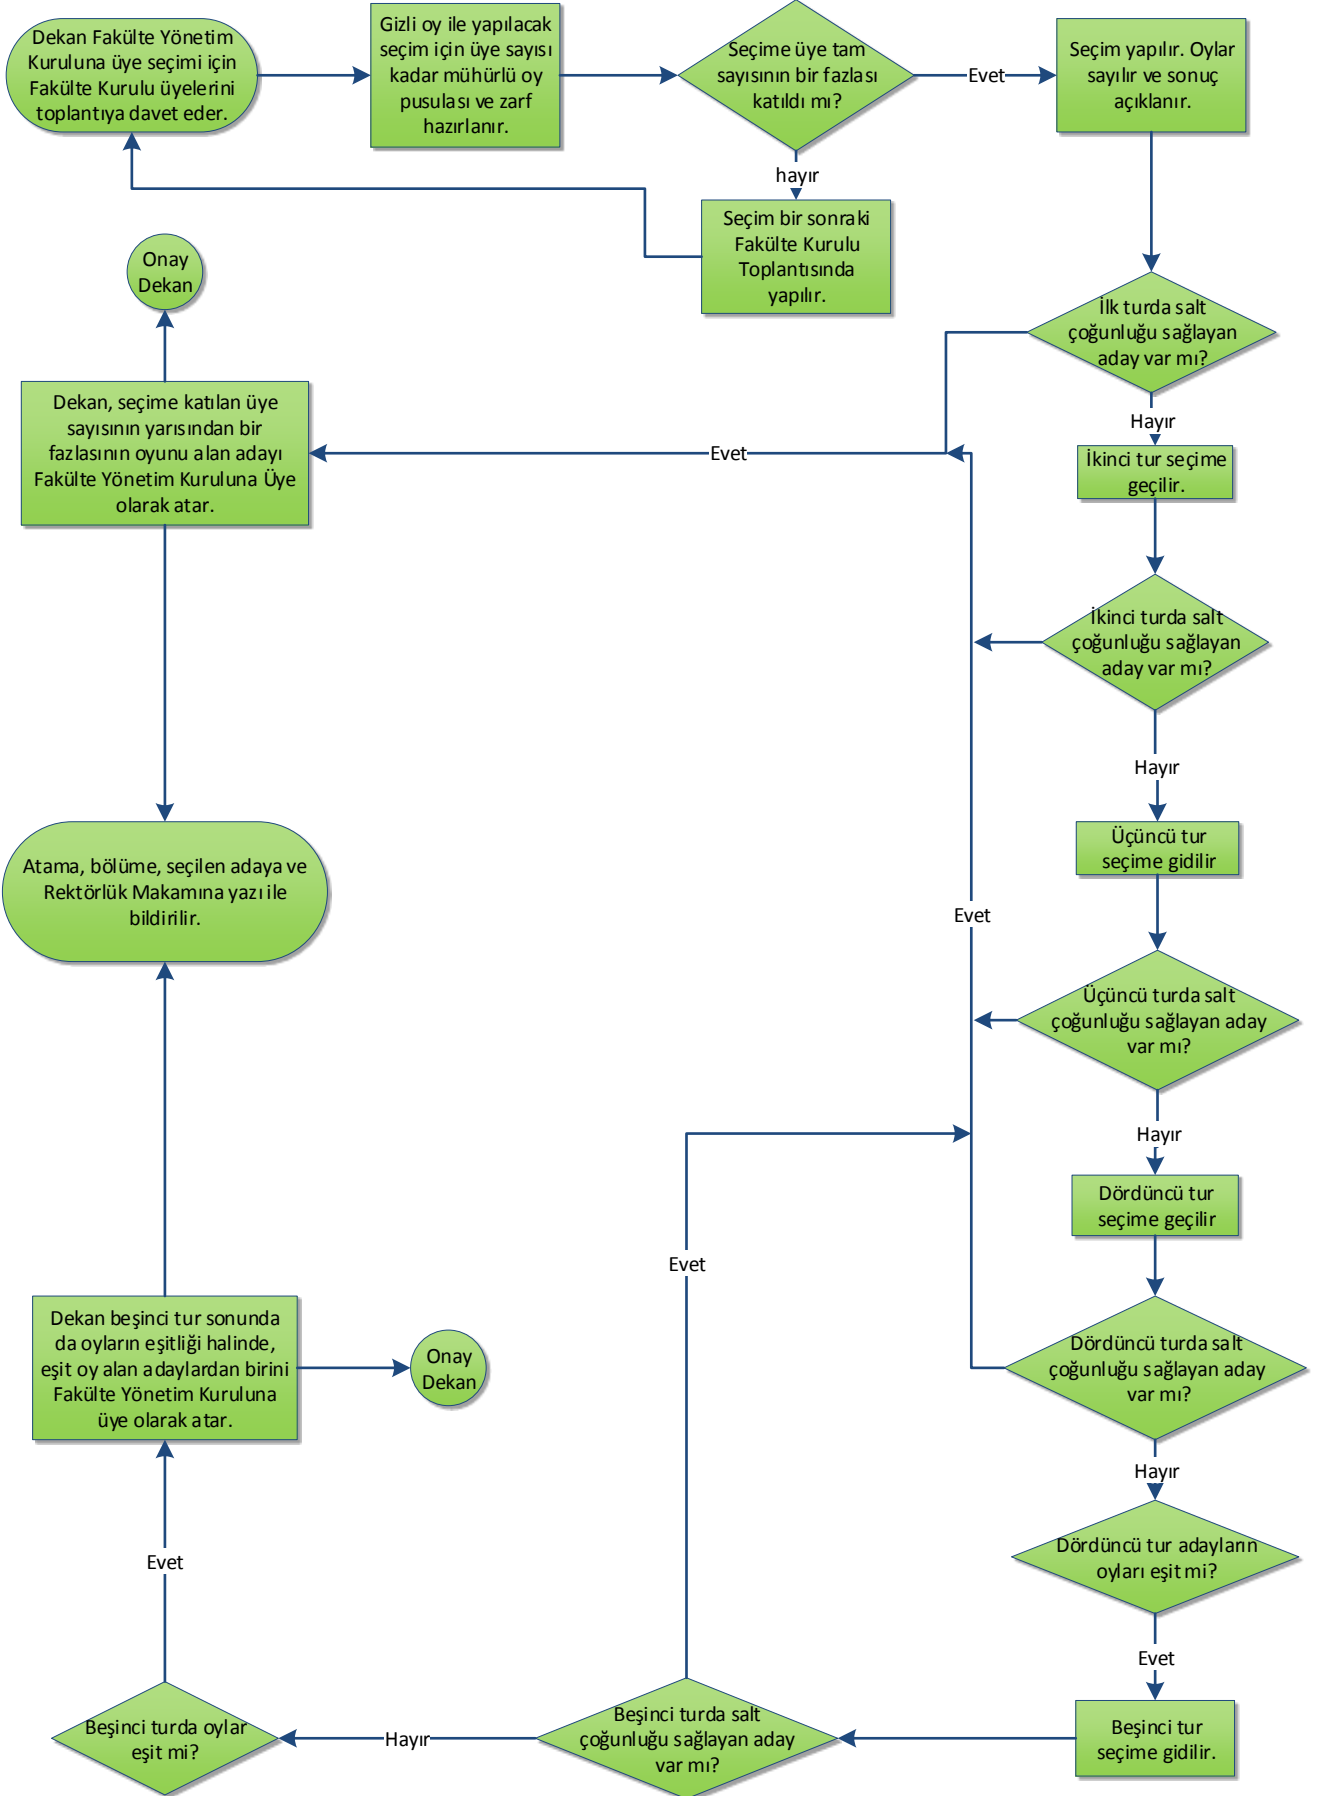 Dekan Fakülte Yönetim
Kuruluna üye seçimi için
Fakülte Kurulu üyelerini
toplantıya davet eder.
Gizli oy ile yapılacak
seçim için üye sayısı
kadar mühürlü oy
pusulası ve zarf
hazırlanır.
Seçime üye tam
sayısının bir fazlası
katıldı mı?
Evet
Seçim yapılır. Oylar
sayılır ve sonuç
açıklanır.
hayır
Seçim bir sonraki
Fakülte Kurulu
Toplantısında
yapılır.
Onay
Dekan
İlk turda salt
çoğunluğu sağlayan
aday var mı?
Dekan, seçime katılan üye
sayısının yarısından bir
fazlasının oyunu alan adayı
Fakülte Yönetim Kuruluna Üye
olarak atar.
Evet
Hayır
İkinci tur seçime
geçilir.
İkinci turda salt
çoğunluğu sağlayan
aday var mı?
Hayır
Üçüncü tur
seçime gidilir
Atama, bölüme, seçilen adaya ve
Rektörlük Makamına yazı ile
bildirilir.
Evet
Üçüncü turda salt
çoğunluğu sağlayan aday
var mı?
Hayır
Dördüncü tur
seçime geçilir
Evet
Dekan beşinci tur sonunda
da oyların eşitliği halinde,
eşit oy alan adaylardan birini
Fakülte Yönetim Kuruluna
üye olarak atar.
Onay
Dekan
Dördüncü turda salt
çoğunluğu sağlayan aday
var mı?
Hayır
Dördüncü tur adayların
oyları eşit mi?
Evet
Evet
Beşinci turda oylar
eşit mi?
Hayır
Beşinci turda salt
çoğunluğu sağlayan aday
var mı?
Beşinci tur
seçime gidilir.